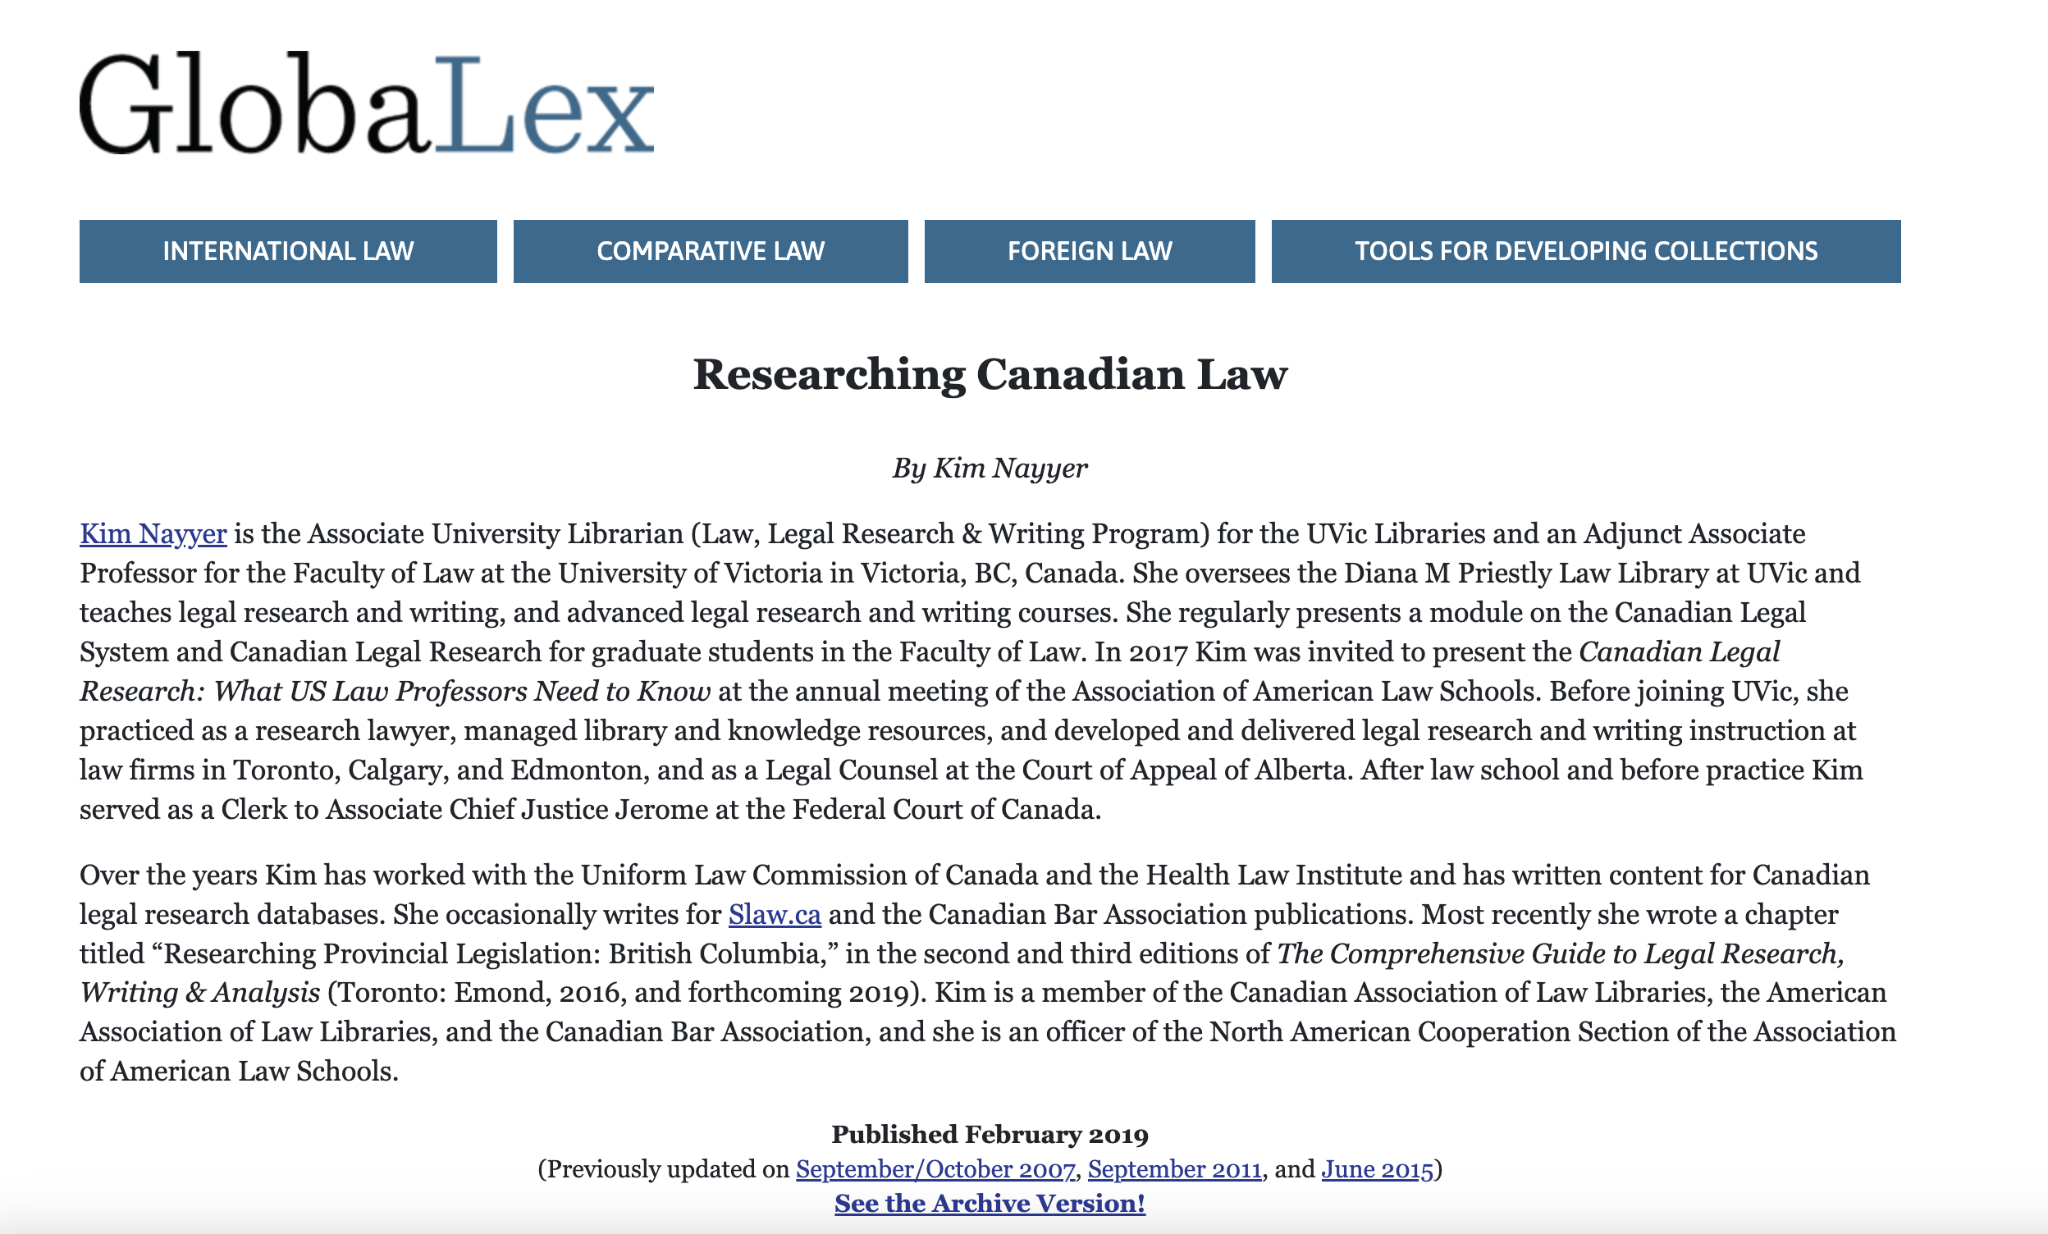 GlobaLex
INTERNATIONAL LAW
COMPARATIVE LAW
FOREIGN LAW
TOOLS FOR DEVELOPING COLLECTIONS
Researching Canadian Law
By Kim Nayyer
Kim Nayyer is the Associate University Librarian (Law, Legal Research & Writing Program) for the UVic Libraries and an Adjunct Associate
Professor for the Faculty of Law at the University of Victoria in Victoria, BC, Canada. She oversees the Diana M Priestly Law Library at UVic and
teaches legal research and writing, and advanced legal research and writing courses. She regularly presents a module on the Canadian Legal
System and Canadian Legal Research for graduate students in the Faculty of Law. In 2017 Kim was invited to present the Canadian Legal
Research: What US Law Professors Need to Know at the annual meeting of the Association of American Law Schools. Before joining UVic, she
practiced as a research lawyer, managed library and knowledge resources, and developed and delivered legal research and writing instruction at
law firms in Toronto, Calgary, and Edmonton, and as a Legal Counsel at the Court of Appeal of Alberta. After law school and before practice Kim
served as a Clerk to Associate Chief Justice Jerome at the Federal Court of Canada.
Over the years Kim has worked with the Uniform Law Commission of Canada and the Health Law Institute and has written content for Canadian
legal research databases. She occasionally writes for Slaw.ca and the Canadian Bar Association publications. Most recently she wrote a chapter
titled “Researching Provincial Legislation: British Columbia,” in the second and third editions of The Comprehensive Guide to Legal Research,
Writing & Analysis (Toronto: Emond, 2016, and forthcoming 2019). Kim is a member of the Canadian Association of Law Libraries, the American
Association of Law Libraries, and the Canadian Bar Association, and she is an officer of the North American Cooperation Section of the Association
of American Law Schools.
Published February 2019
(Previously updated on September/October 2007, September 2011, and June 2015)
See the Archive Version!